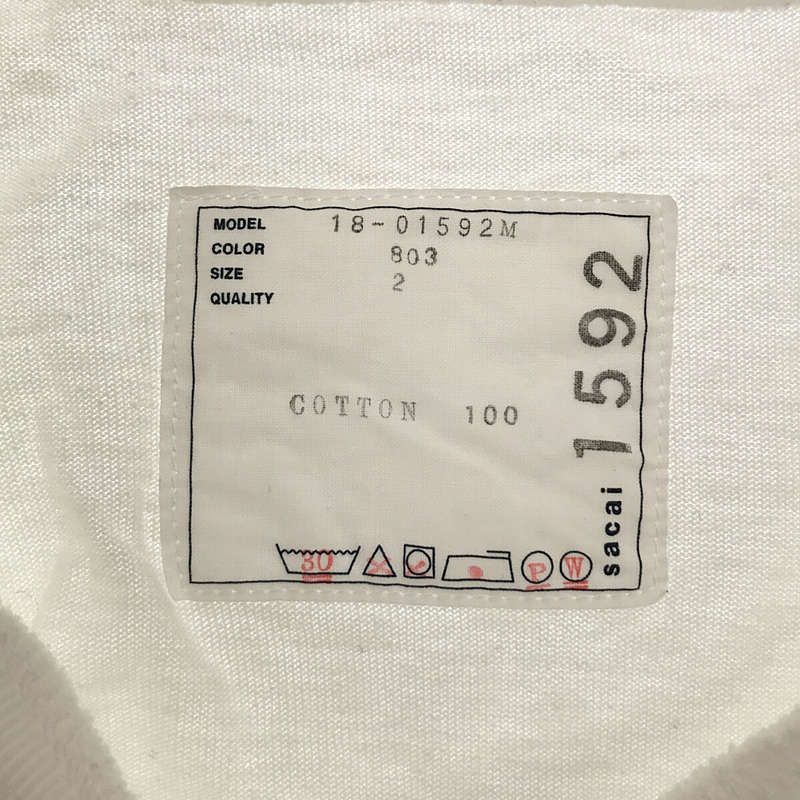 MODEL 18-01592M
COLOR 803
SIZE 2
QUALITY
COTTON 100
30 P W
sacai 1592